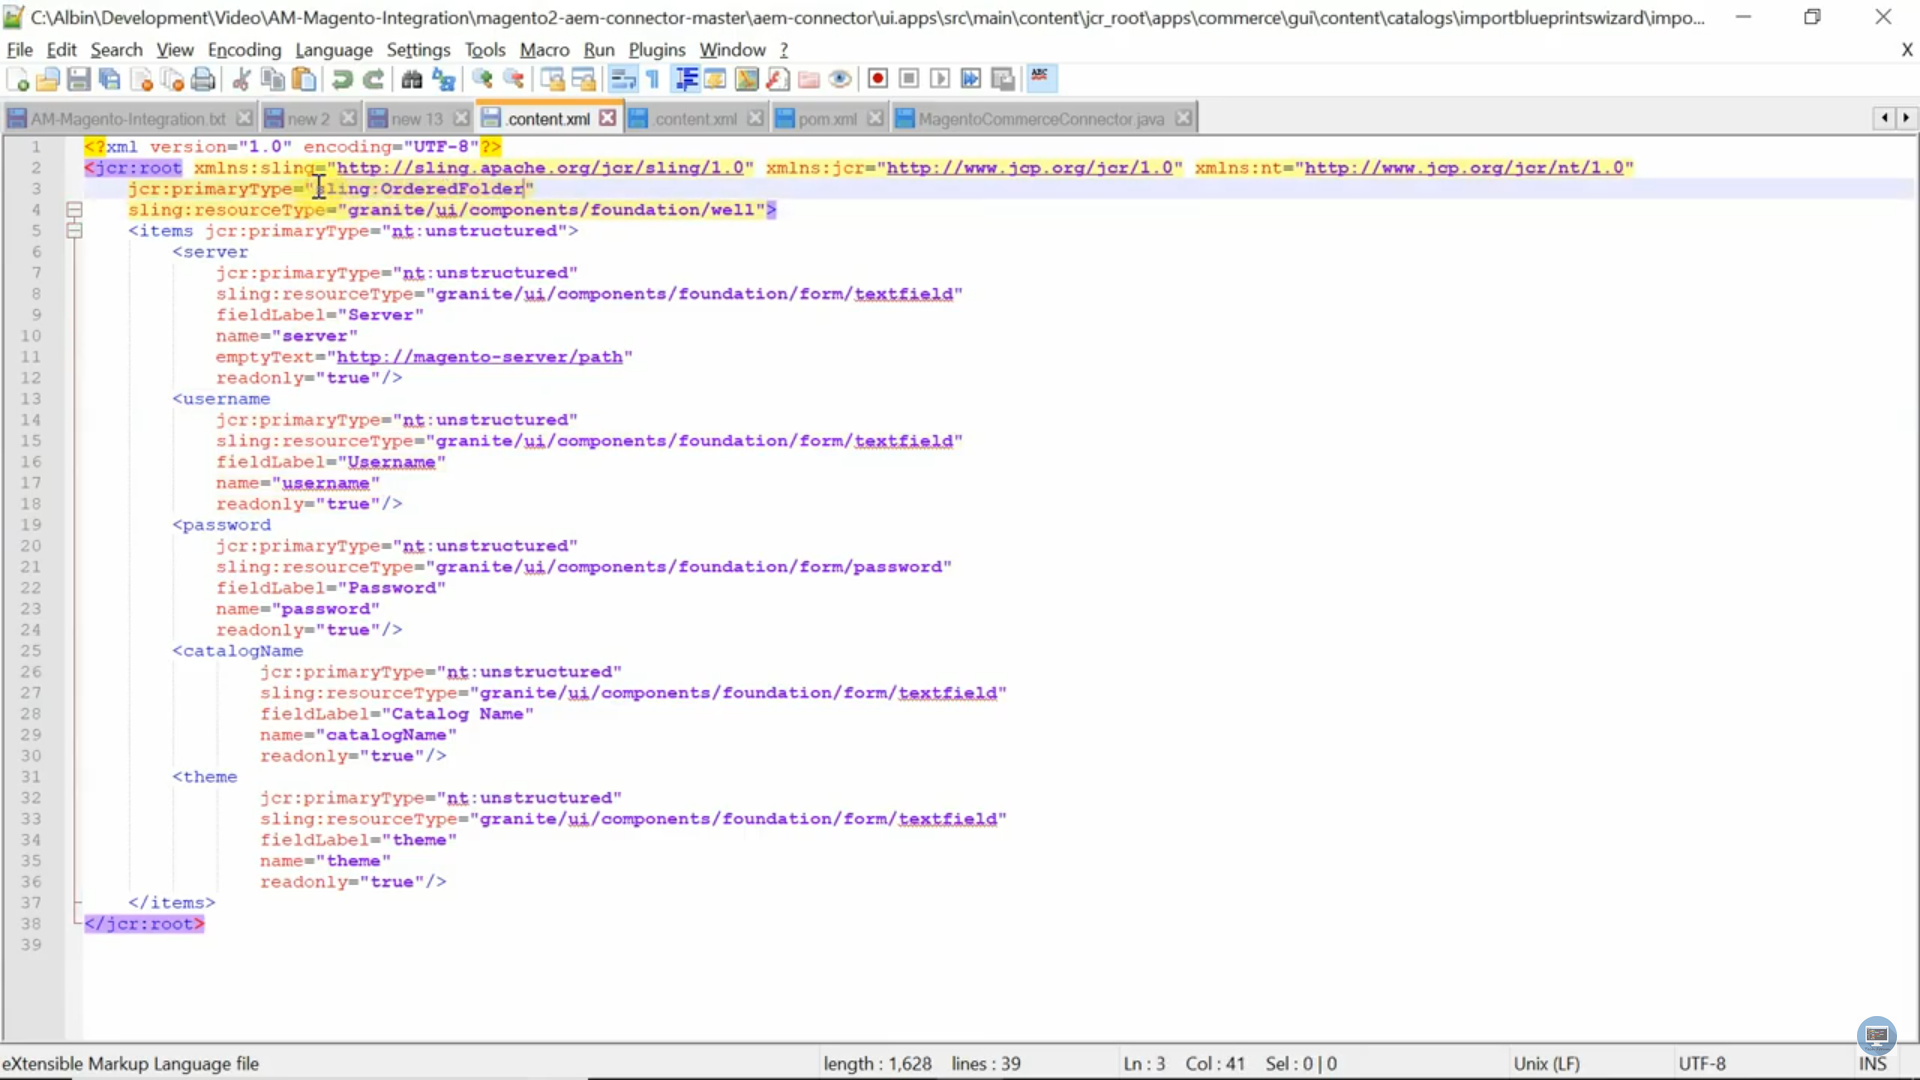 C:\Albin\Development\Video\AM-Magento-Integration\magento2-aem-connector-master\aem-connector\ui.apps\src\main\content\jcr_root\apps\commerce\gui\content\catalogs\importblueprintswizard\impo...
File Edit Search View Encoding Language Settings Tools Macro Run Plugins Window ? X
AM-Magento-Integration.txt new 2 new 13 .content.xml .content.xml pom.xml MagentoCommerceConnector.java
1 <?xml version="1.0" encoding="UTF-8"?>
2 <jcr:root xmlns:sling="http://sling.apache.org/jcr/sling/1.0" xmlns:jcr="http://www.jcp.org/jcr/1.0" xmlns:nt="http://www.jcp.org/jcr/nt/1.0"
3 jcr:primaryType="sling:OrderedFolder"
4 sling:resourceType="granite/ui/components/foundation/well">
5 <items jcr:primaryType="nt:unstructured">
6 <server
7 jcr:primaryType="nt:unstructured"
8 sling:resourceType="granite/ui/components/foundation/form/textfield"
9 fieldLabel="Server"
10 name="server"
11 emptyText="http://magento-server/path"
12 readonly="true"/>
13 <username
14 jcr:primaryType="nt:unstructured"
15 sling:resourceType="granite/ui/components/foundation/form/textfield"
16 fieldLabel="Username"
17 name="username"
18 readonly="true"/>
19 <password
20 jcr:primaryType="nt:unstructured"
21 sling:resourceType="granite/ui/components/foundation/form/password"
22 fieldLabel="Password"
23 name="password"
24 readonly="true"/>
25 <catalogName
26 jcr:primaryType="nt:unstructured"
27 sling:resourceType="granite/ui/components/foundation/form/textfield"
28 fieldLabel="Catalog Name"
29 name="catalogName"
30 readonly="true"/>
31 <theme
32 jcr:primaryType="nt:unstructured"
33 sling:resourceType="granite/ui/components/foundation/form/textfield"
34 fieldLabel="theme"
35 name="theme"
36 readonly="true"/>
37 </items>
38 </jcr:root>
39
eXtensible Markup Language file length : 1,628 lines : 39 Ln : 3 Col : 41 Sel : 0 | 0 Unix (LF) UTF-8 INS